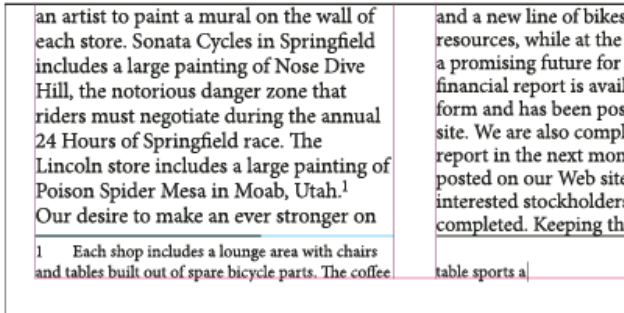 an artist to paint a mural on the wall of
each store. Sonata Cycles in Springfield
includes a large painting of Nose Dive
Hill, the notorious danger zone that
riders must negotiate during the annual
24 Hours of Springfield race. The
Lincoln store includes a large painting of
Poison Spider Mesa in Moab, Utah.1
Our desire to make an ever stronger on
1 Each shop includes a lounge area with chairs
and tables built out of spare bicycle parts. The coffee
and a new line of bikes
resources, while at the
a promising future for
financial report is avail
form and has been pos
site. We are also compl
report in the next mon
posted on our Web site
interested stockholders
completed. Keeping th
table sports a